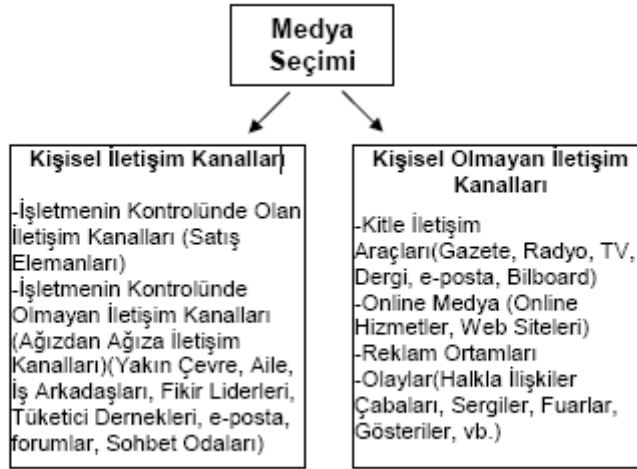 Medya
Seçimi
Kişisel İletişim Kanalları
-İşletmenin Kontrolünde Olan
İletişim Kanalları (Satış
Elemanları)
-İşletmenin Kontrolünde
Olmayan İletişim Kanalları
(Ağızdan Ağıza İletişim
Kanalları)(Yakın Çevre, Aile,
İş Arkadaşları, Fikir Liderleri,
Tüketici Dernekleri, e-posta,
forumlar, Sohbet Odaları)
Kişisel Olmayan İletişim
Kanalları
-Kitle İletişim
Araçları(Gazete, Radyo, TV,
Dergi, e-posta, Bilboard)
-Online Medya (Online
Hizmetler, Web Siteleri)
-Reklam Ortamları
-Olaylar(Halkla İlişkiler
Çabaları, Sergiler, Fuarlar,
Gösteriler, vb.)